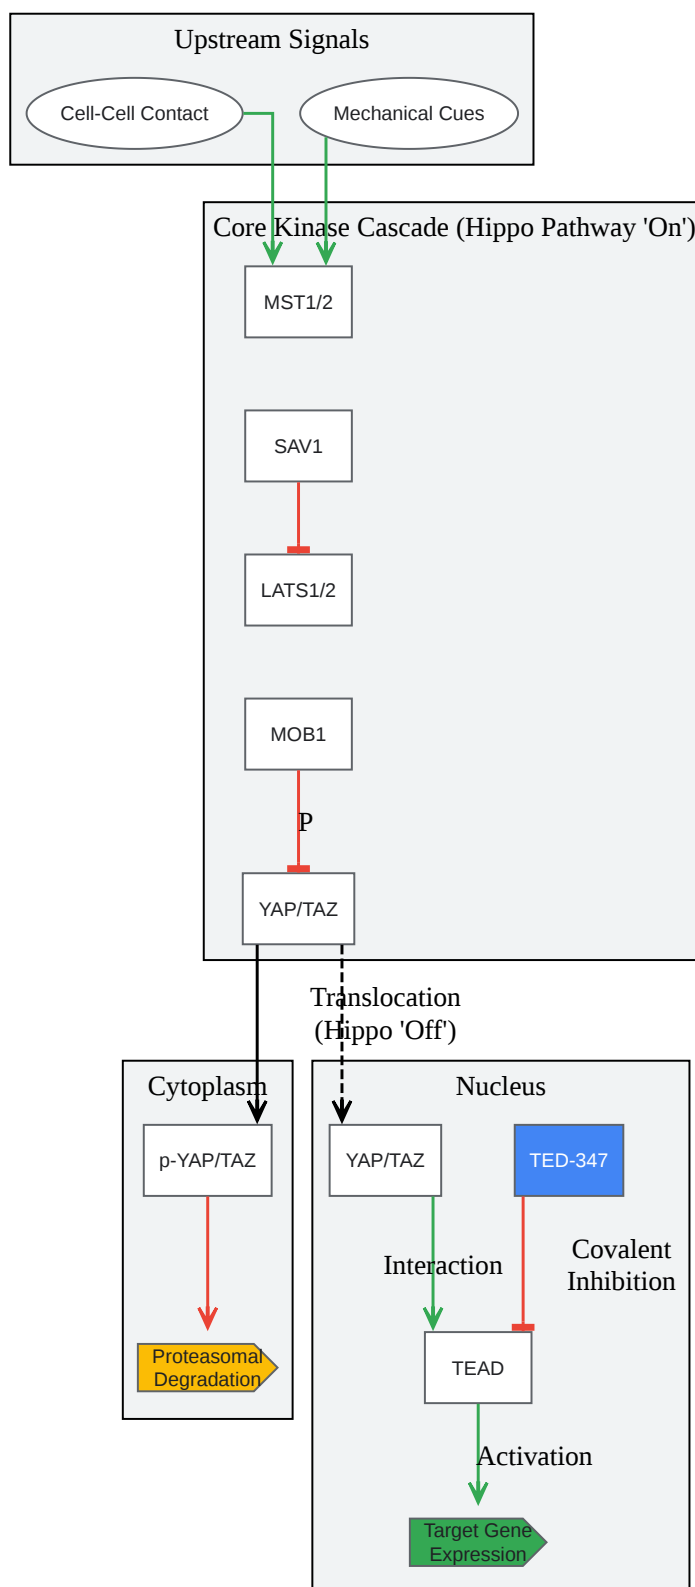 Upstream Signals
Cell-Cell Contact
Mechanical Cues
Core Kinase Cascade (Hippo Pathway 'On')
MST1/2
SAV1
LATS1/2
MOB1
P
YAP/TAZ
Translocation
(Hippo 'Off')
Cytoplasm
Nucleus
p-YAP/TAZ
YAP/TAZ
TED-347
Interaction
Covalent
Inhibition
Proteasomal
Degradation
TEAD
Activation
Target Gene
Expression